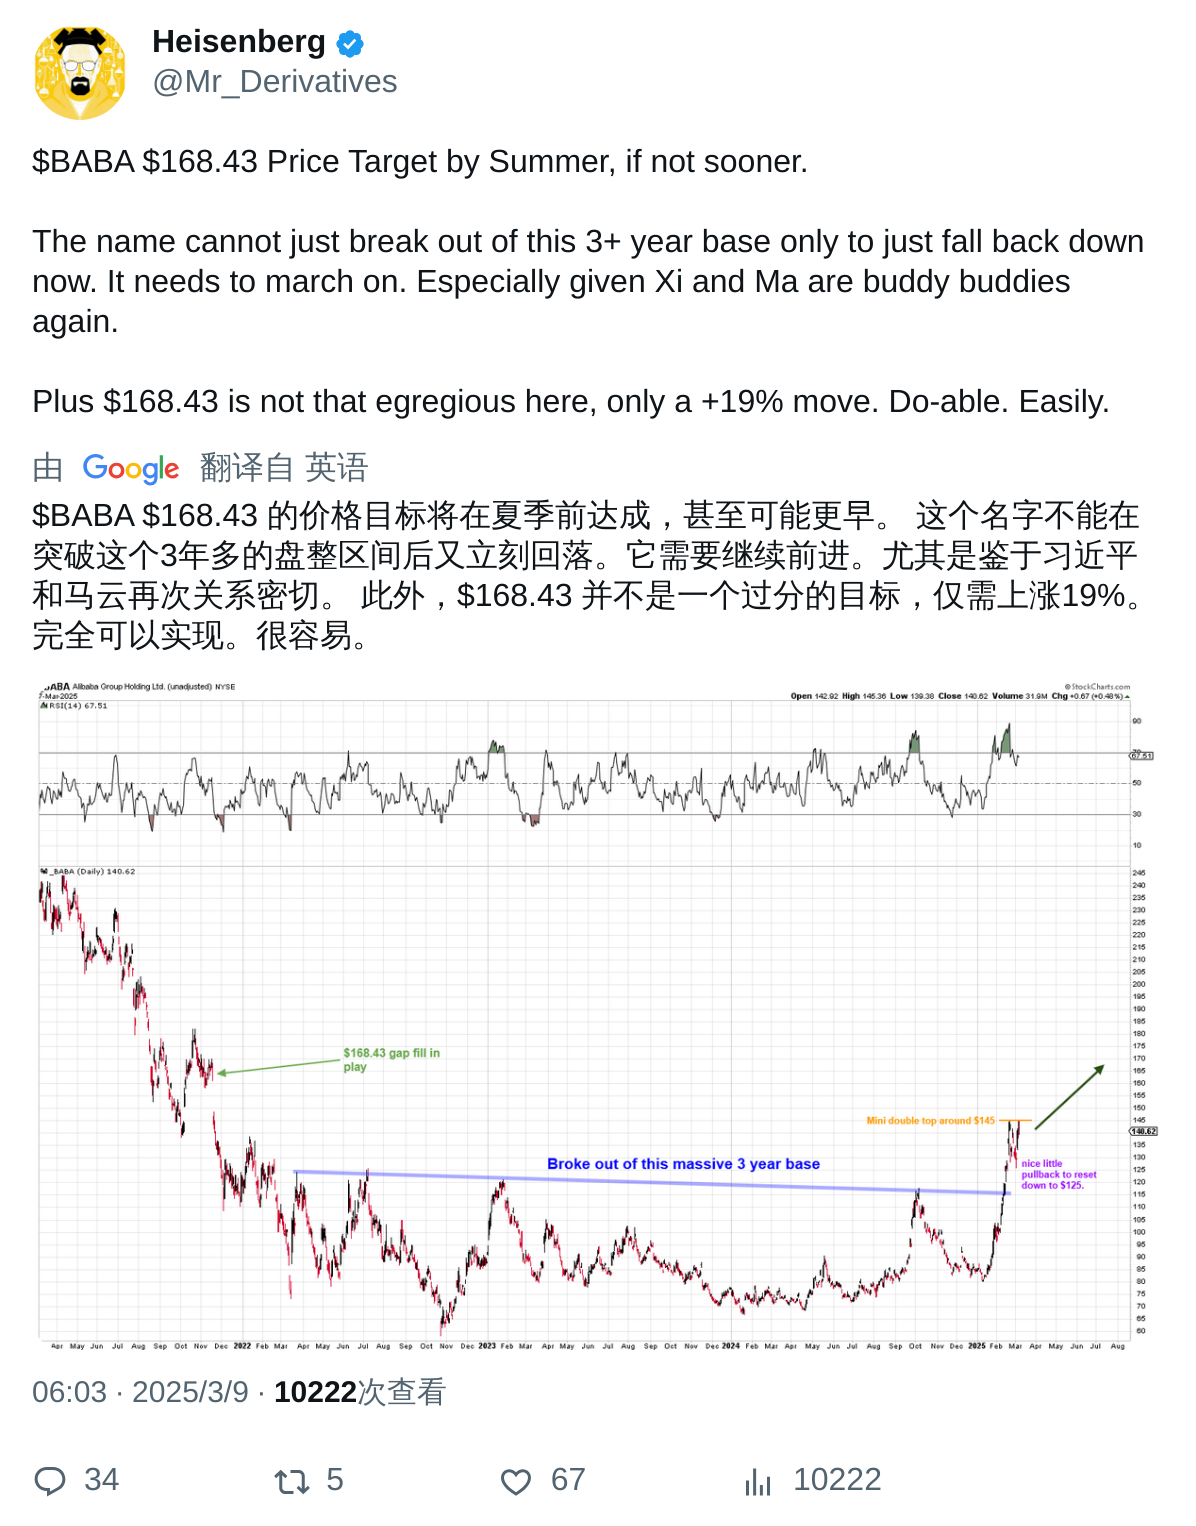 Heisenberg
@Mr_Derivatives
$BABA $168.43 Price Target by Summer, if not sooner.
The name cannot just break out of this 3+ year base only to just fall back down
now. It needs to march on. Especially given Xi and Ma are buddy buddies
again.
Plus $168.43 is not that egregious here, only a +19% move. Do-able. Easily.
由 Google 翻译自 英语
$BABA $168.43 的价格目标将在夏季前达成，甚至可能更早。 这个名字不能在
突破这个3年多的盘整区间后又立刻回落。它需要继续前进。尤其是鉴于习近平
和马云再次关系密切。 此外，$168.43 并不是一个过分的目标，仅需上涨19%。
完全可以实现。很容易。
BABA Alibaba Group Holding Ltd. (unadjusted) NYSE
© StockCharts.com
7-Mar-2025
Open 142.92 High 145.36 Low 139.38 Close 140.62 Volume 31.9M Chg +0.67 (+0.48%)
RSI(14) 67.51
90
70
67.51
50
30
10
_BABA (Daily) 140.62
245
240
235
230
225
220
215
210
205
200
195
190
185
180
175
170
165
160
155
150
145
140.62
135
130
125
120
115
110
105
100
95
90
85
80
75
70
65
60
$168.43 gap fill in
play
Mini double top around $145
Broke out of this massive 3 year base
nice little
pullback to reset
down to $125.
Apr May Jun Jul Aug Sep Oct Nov Dec 2022 Feb Mar Apr May Jun Jul Aug Sep Oct Nov Dec 2023 Feb Mar Apr May Jun Jul Aug Sep Oct Nov Dec 2024 Feb Mar Apr May Jun Jul Aug Sep Oct Nov Dec 2025 Feb Mar Apr May Jun Jul Aug
06:03 · 2025/3/9 · 10222次查看
34 5 67 10222